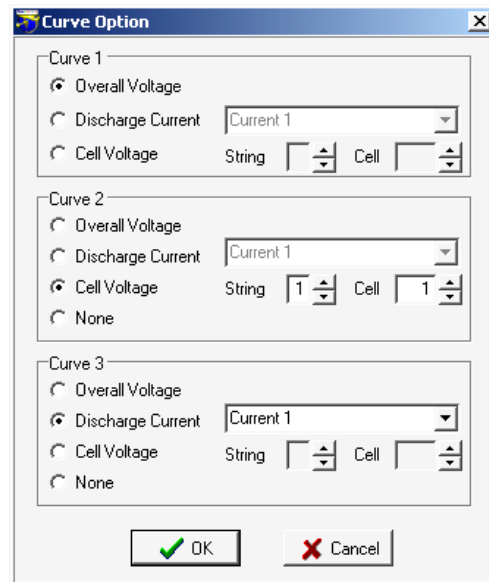 Curve Option
Curve 1
Overall Voltage
Discharge Current Current 1
Cell Voltage String Cell
Curve 2
Overall Voltage
Discharge Current Current 1
Cell Voltage String 1 Cell 1
None
Curve 3
Overall Voltage
Discharge Current Current 1
Cell Voltage String Cell
None
OK Cancel